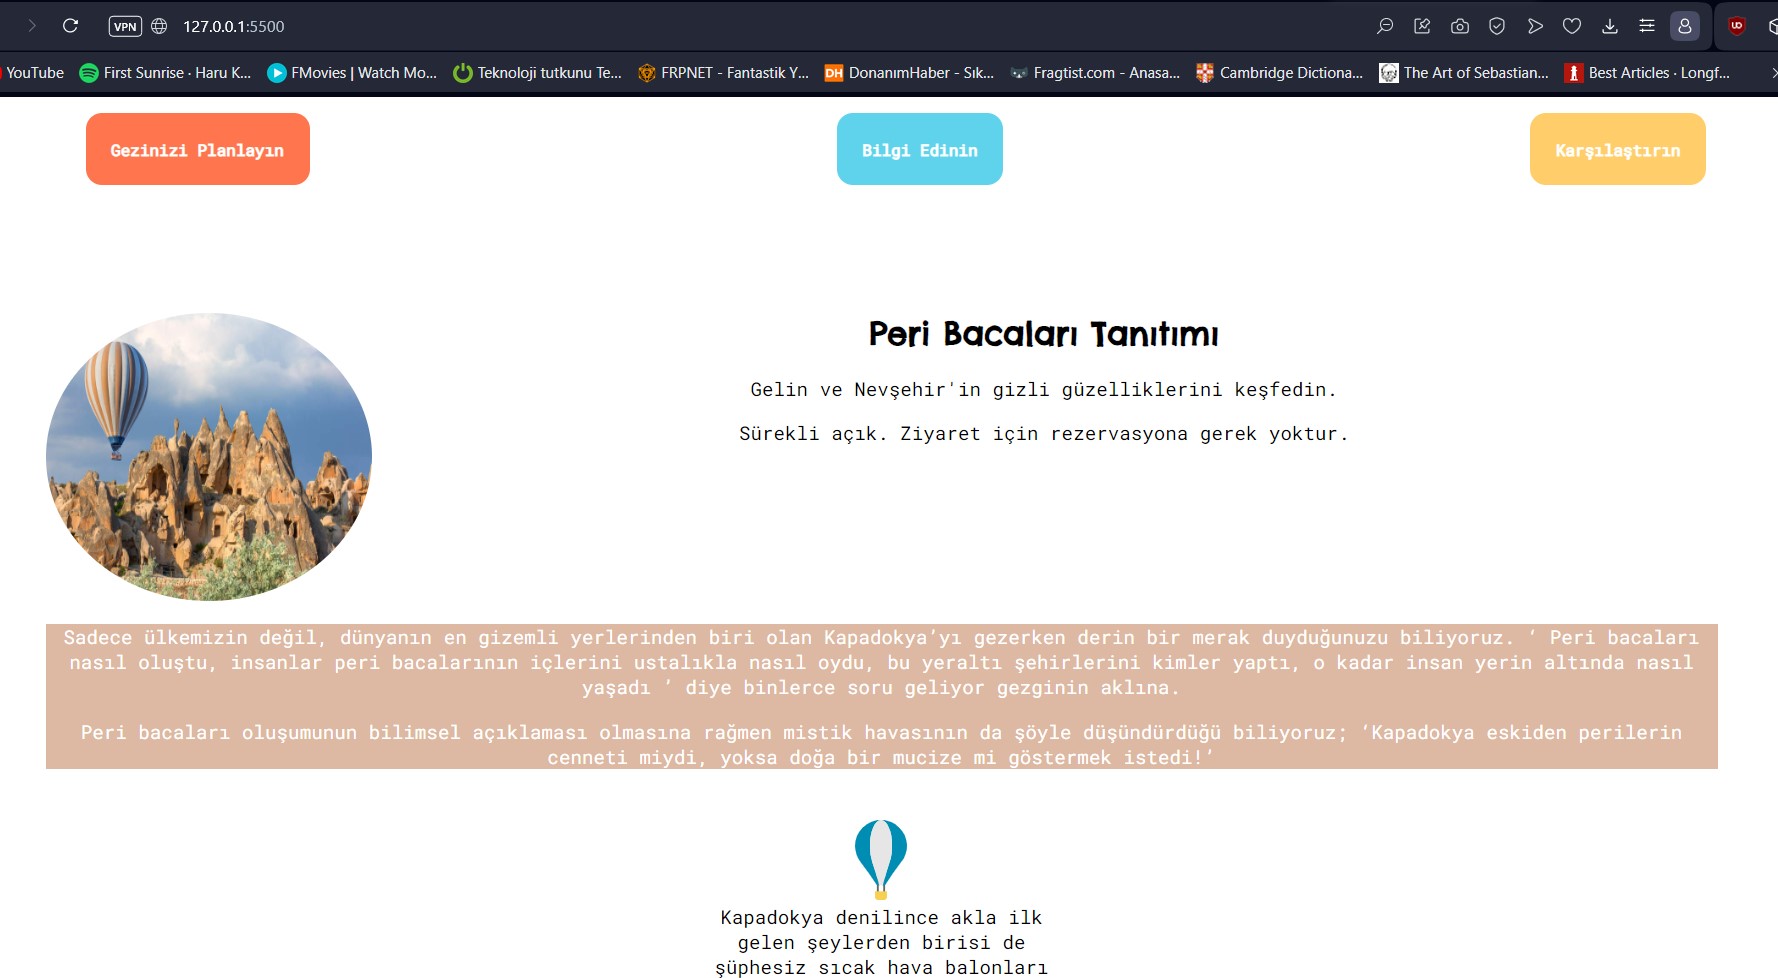 VPN 127.0.0.1:5500
YouTube First Sunrise · Haru K... FMovies | Watch Mo... Teknoloji tutkunu Te... FRPNET - Fantastik Y... DH DonanımHaber - Sık... Fragtist.com - Anasa... Cambridge Dictiona... The Art of Sebastian... Best Articles · Longf...
Gezinizi Planlayın Bilgi Edinin Karşılaştırın
Peri Bacaları Tanıtımı
Gelin ve Nevşehir'in gizli güzelliklerini keşfedin.
Sürekli açık. Ziyaret için rezervasyona gerek yoktur.
Sadece ülkemizin değil, dünyanın en gizemli yerlerinden biri olan Kapadokya’yı gezerken derin bir merak duyduğunuzu biliyoruz. ‘ Peri bacaları
nasıl oluştu, insanlar peri bacalarının içlerini ustalıkla nasıl oydu, bu yeraltı şehirlerini kimler yaptı, o kadar insan yerin altında nasıl
yaşadı ’ diye binlerce soru geliyor gezginin aklına.
Peri bacaları oluşumunun bilimsel açıklaması olmasına rağmen mistik havasının da şöyle düşündürdüğü biliyoruz; ‘Kapadokya eskiden perilerin
cenneti miydi, yoksa doğa bir mucize mi göstermek istedi!’
Kapadokya denilince akla ilk
gelen şeylerden birisi de
şüphesiz sıcak hava balonları